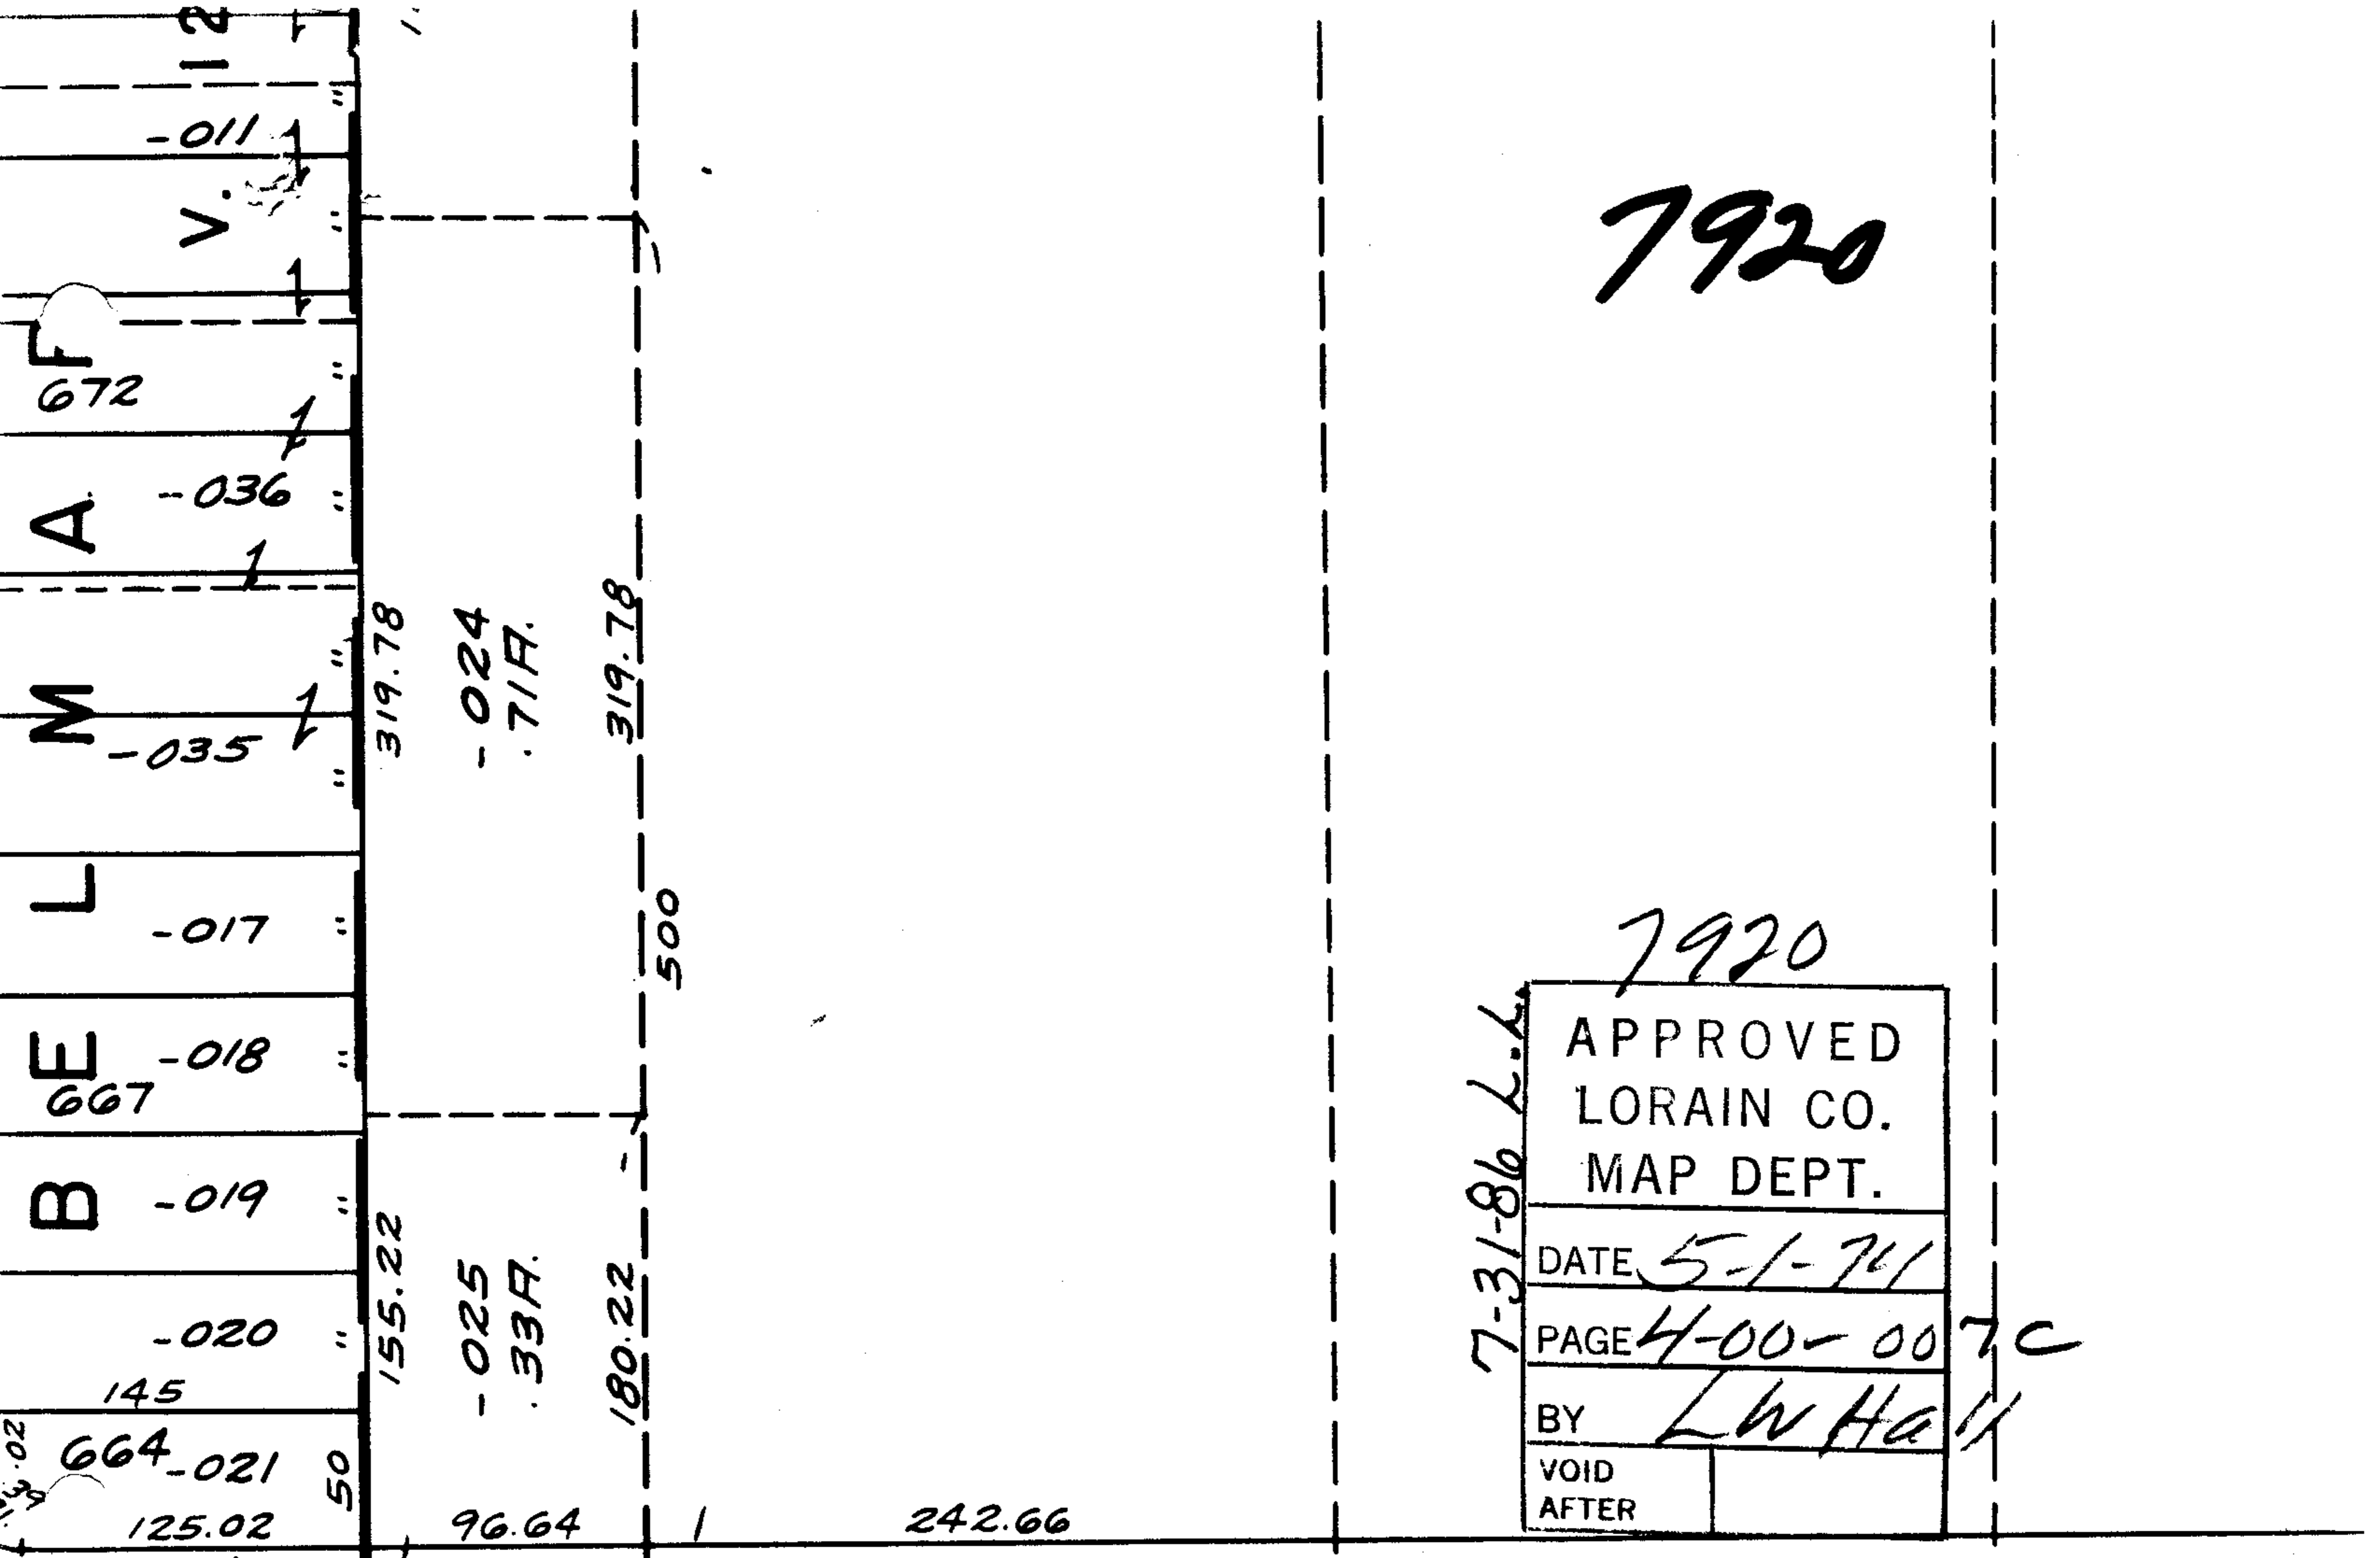 12
-011
V.
F
672
A
-036
M
-035
L
-017
E
-018
667
B
-019
-020
145
664
-021
50
125.02
319.78
-024
.71A.
319.78
500
155.22
-025
.33A.
180.22
96.64
242.66
7920
7920
APPROVED
LORAIN CO.
MAP DEPT.
DATE 5-1-74
PAGE 4-00-007C
BY LW Hall
VOID
AFTER
7-31-86 L.L.